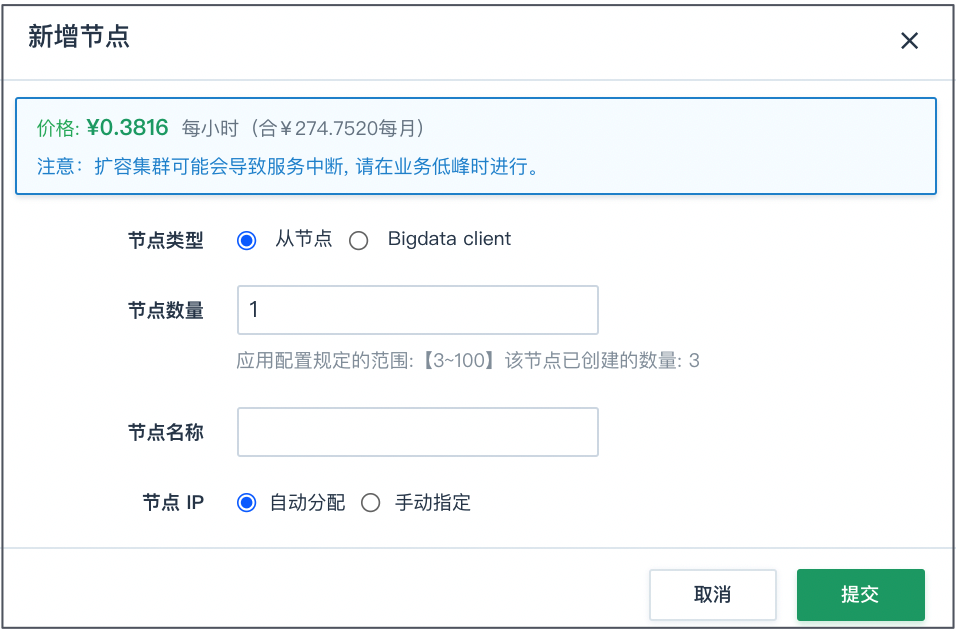 新增节点
价格: ¥0.3816 每小时（合￥274.7520每月）
注意：扩容集群可能会导致服务中断, 请在业务低峰时进行。
节点类型 从节点 Bigdata client
节点数量 1
应用配置规定的范围:【3~100】该节点已创建的数量: 3
节点名称
节点 IP 自动分配 手动指定
取消 提交